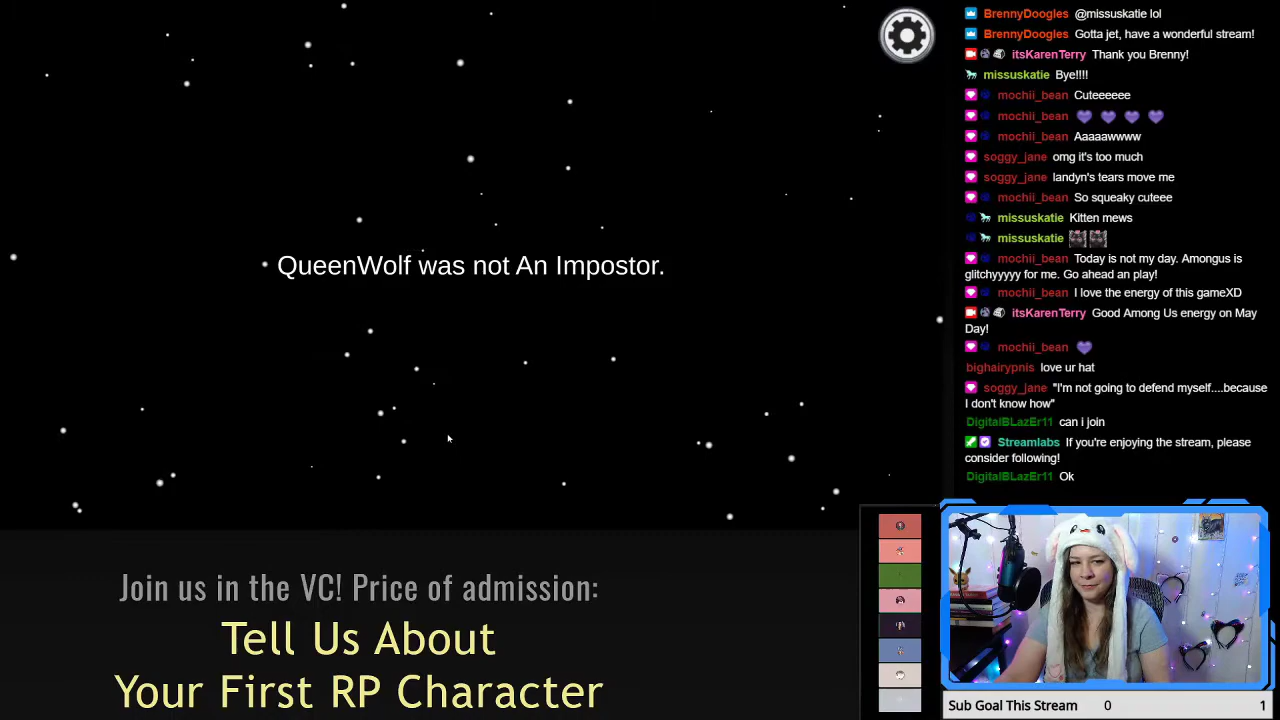 QueenWolf was not An Impostor.
Join us in the VC! Price of admission:
Tell Us About
Your First RP Character
BrennyDoogles @missuskatie lol
BrennyDoogles Gotta jet, have a wonderful stream!
itsKarenTerry Thank you Brenny!
missuskatie Bye!!!!
mochii_bean Cuteeeeee
mochii_bean
mochii_bean Aaaaawwww
soggy_jane omg it's too much
soggy_jane landyn's tears move me
mochii_bean So squeaky cuteee
missuskatie Kitten mews
missuskatie
mochii_bean Today is not my day. Amongus is
glitchyyyyy for me. Go ahead an play!
mochii_bean I love the energy of this gameXD
itsKarenTerry Good Among Us energy on May
Day!
mochii_bean
bighairypnis love ur hat
soggy_jane "I'm not going to defend myself....because
I don't know how"
DigitalBLazEr11 can i join
Streamlabs If you're enjoying the stream, please
consider following!
DigitalBLazEr11 Ok
Sub Goal This Stream 0 1